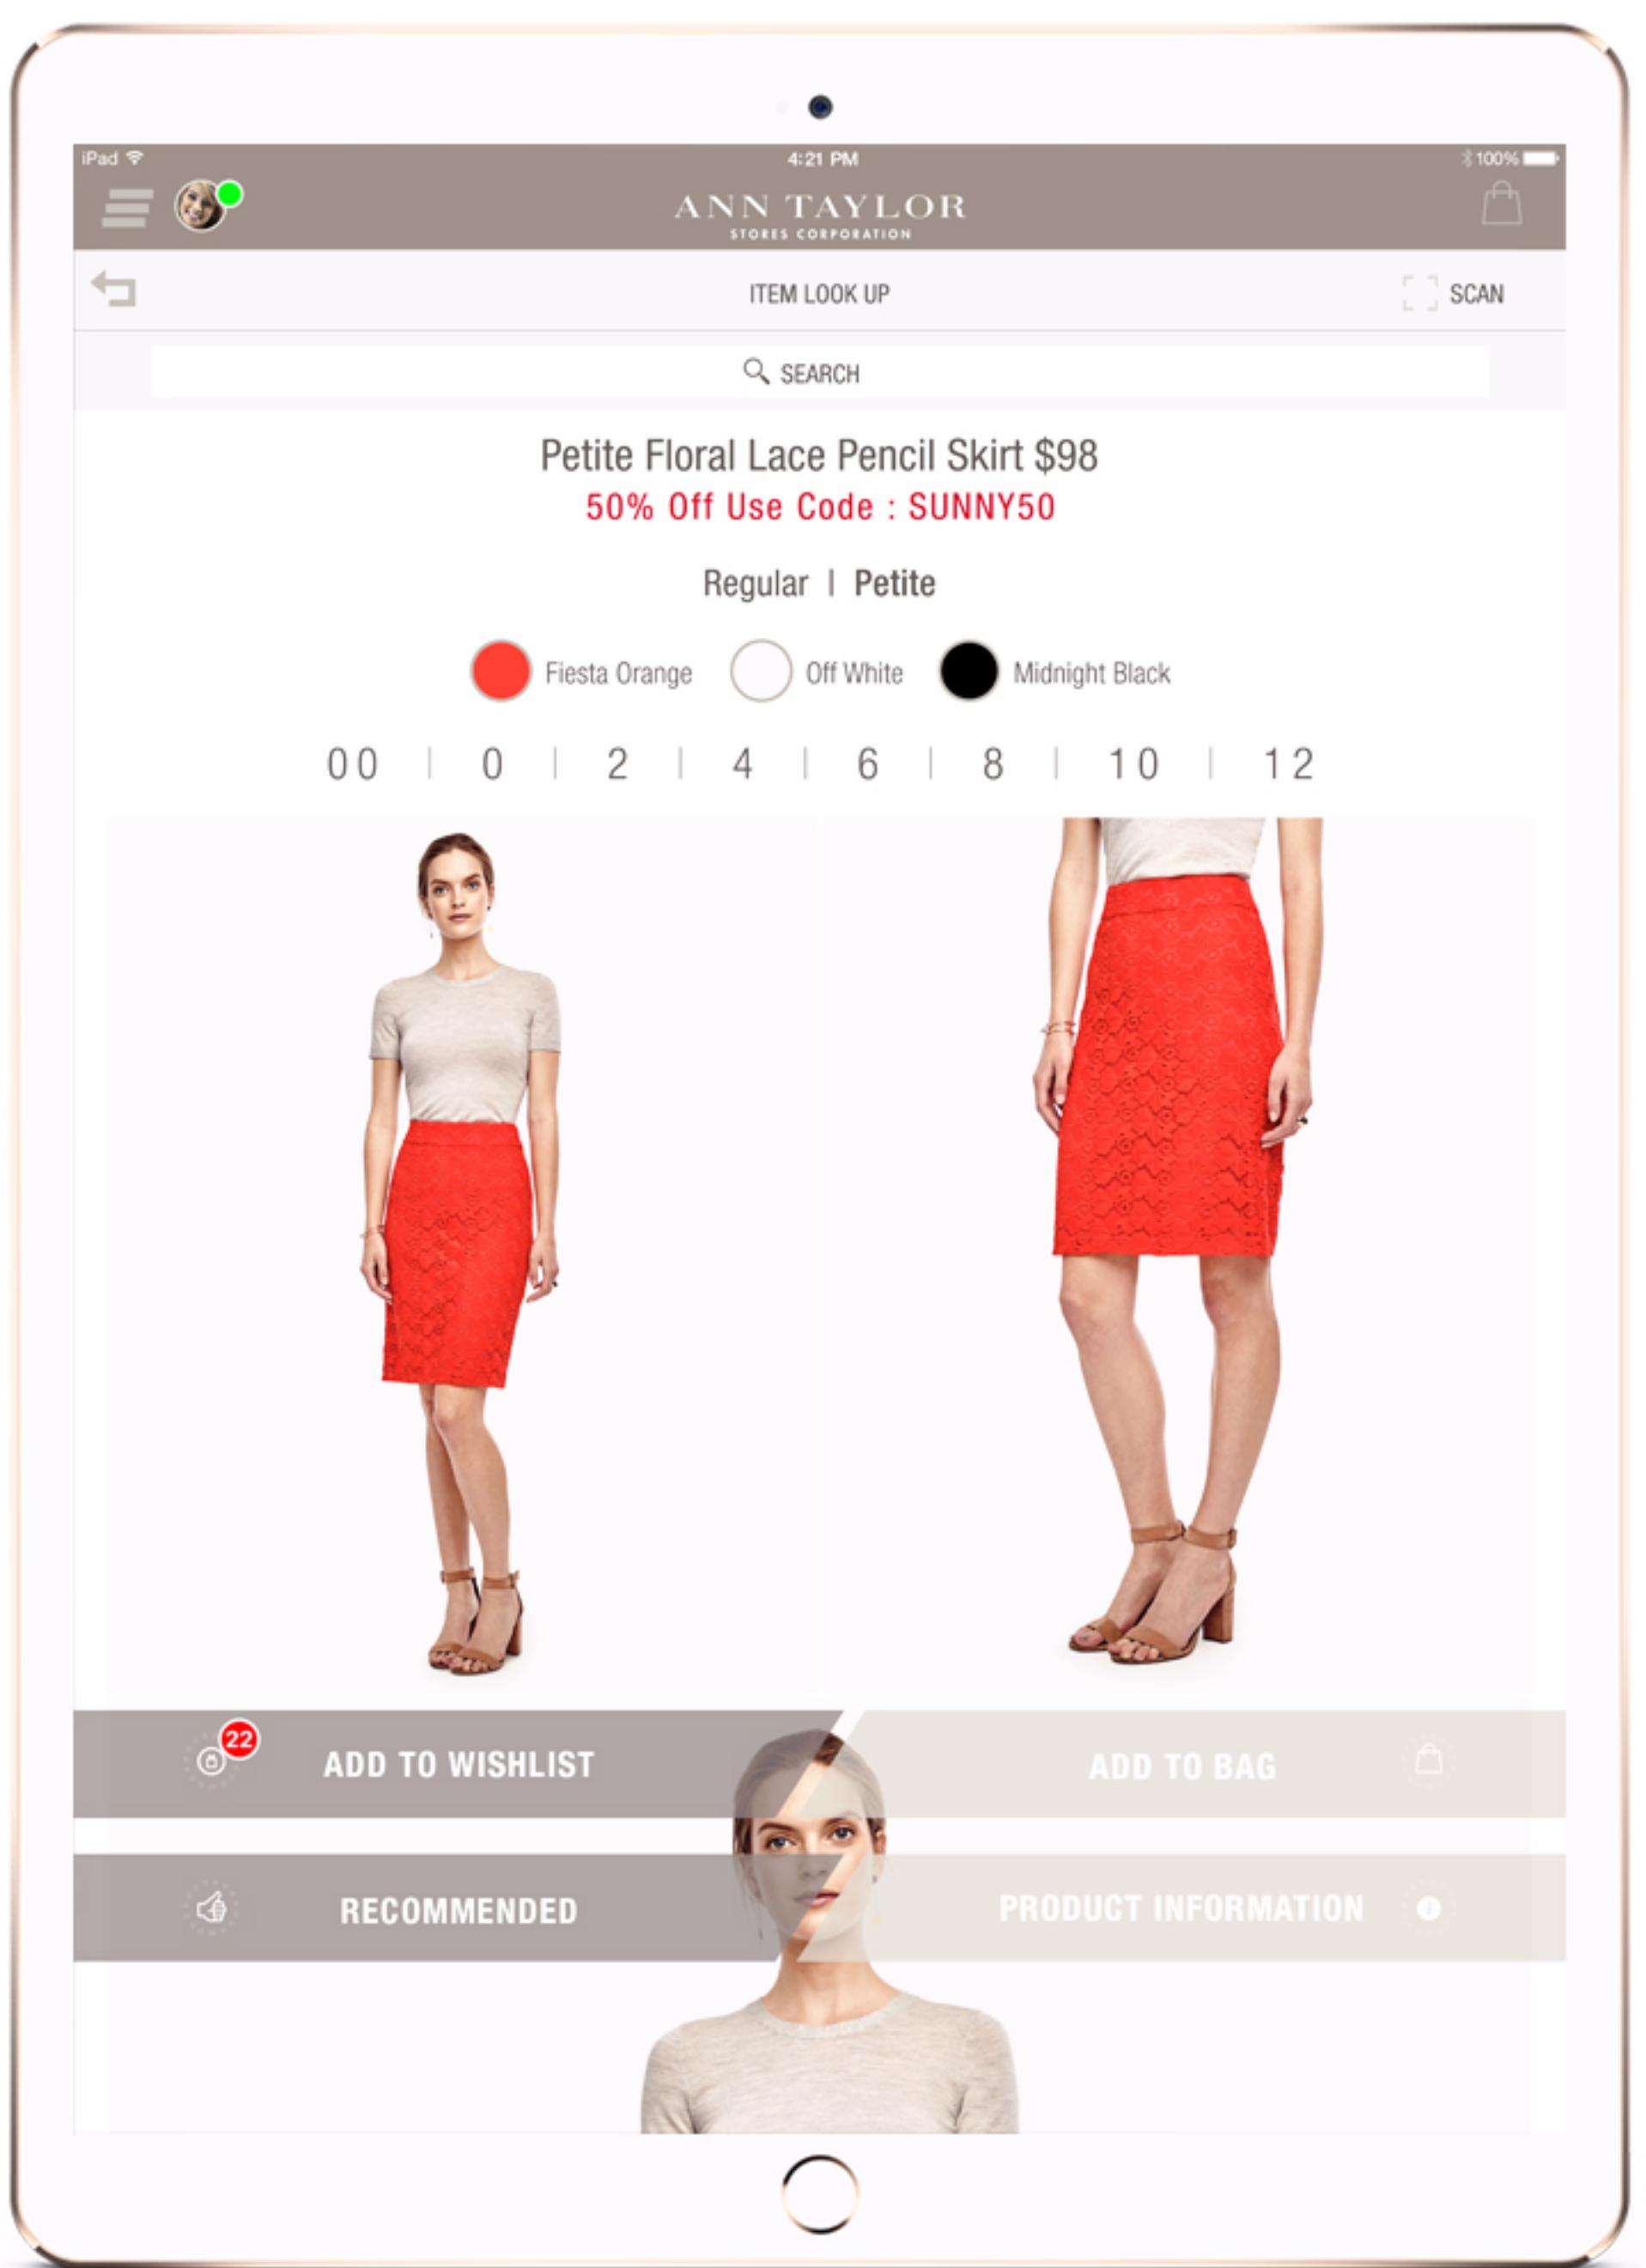 iPad 4:21 PM 100%
ANN TAYLOR
STORES CORPORATION
ITEM LOOK UP SCAN
SEARCH
Petite Floral Lace Pencil Skirt $98
50% Off Use Code : SUNNY50
Regular | Petite
Fiesta Orange Off White Midnight Black
00 | 0 | 2 | 4 | 6 | 8 | 10 | 12
22 ADD TO WISHLIST ADD TO BAG
RECOMMENDED PRODUCT INFORMATION